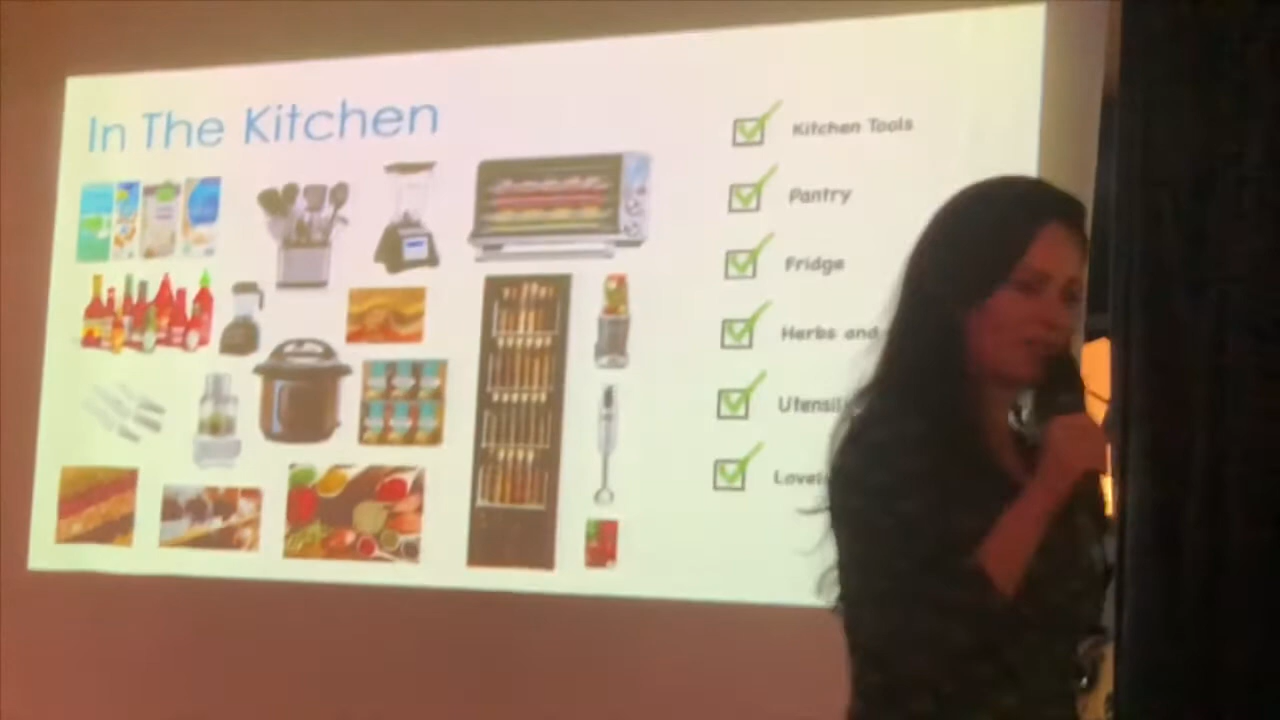 In The Kitchen
Kitchen Tools
Pantry
Fridge
Herbs and